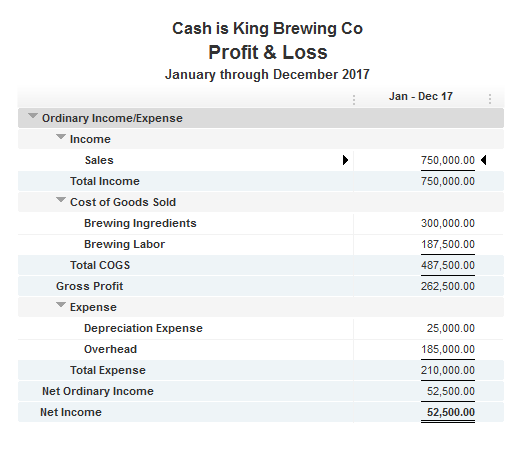 Cash is King Brewing Co
Profit & Loss
January through December 2017
Jan - Dec 17
Ordinary Income/Expense
Income
Sales 750,000.00
Total Income 750,000.00
Cost of Goods Sold
Brewing Ingredients 300,000.00
Brewing Labor 187,500.00
Total COGS 487,500.00
Gross Profit 262,500.00
Expense
Depreciation Expense 25,000.00
Overhead 185,000.00
Total Expense 210,000.00
Net Ordinary Income 52,500.00
Net Income 52,500.00